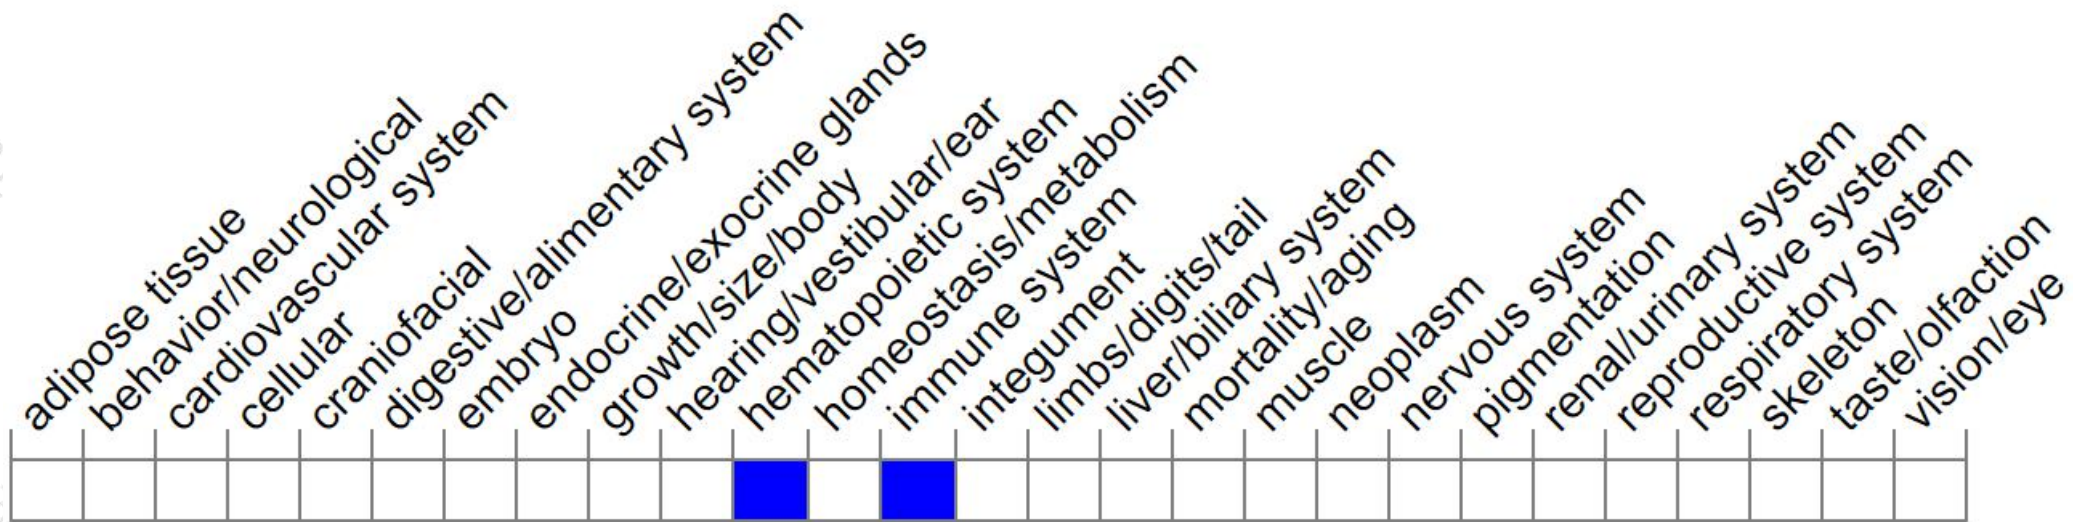 adipose tissue
behavior/neurological
cardiovascular system
cellular
craniofacial
digestive/alimentary system
embryo
endocrine/exocrine glands
growth/size/body
hearing/vestibular/ear
hematopoietic system
homeostasis/metabolism
immune system
integument
limbs/digits/tail
liver/biliary system
mortality/aging
muscle
neoplasm
nervous system
pigmentation
renal/urinary system
reproductive system
respiratory system
skeleton
taste/olfaction
vision/eye